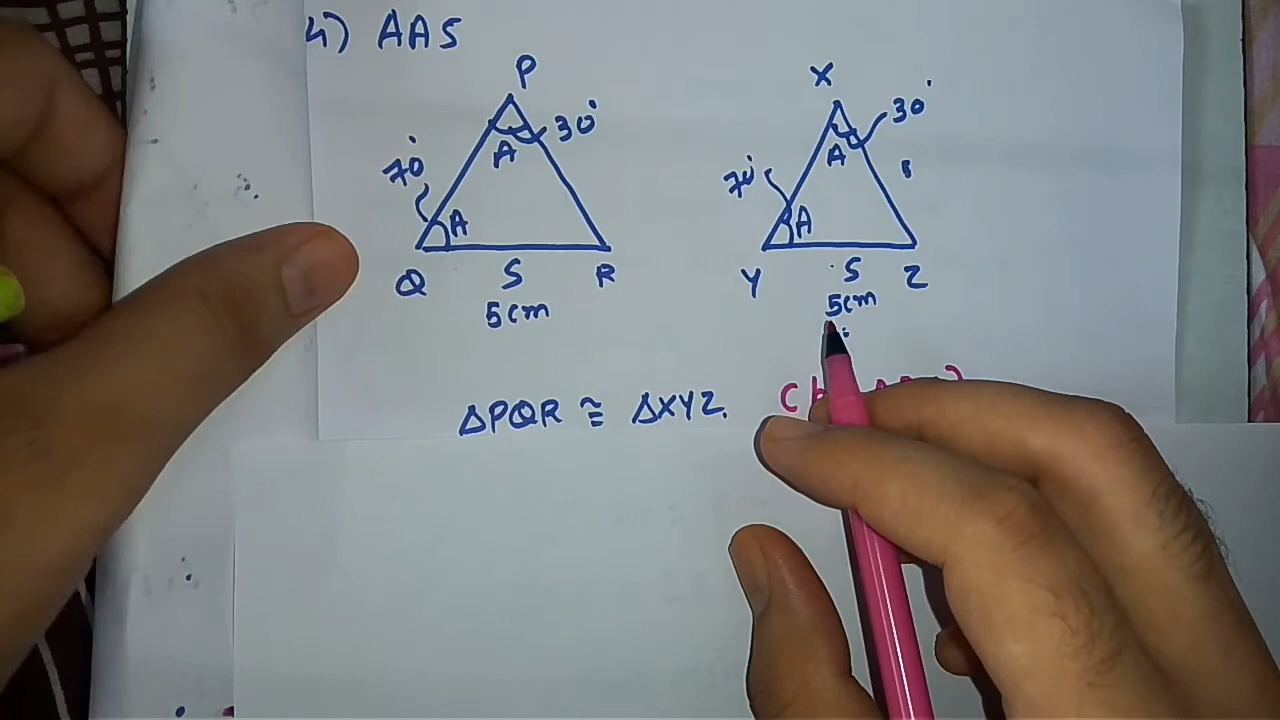 4) AAS
P X
30° 30°
70° A 70° A
A A
Q S R Y S Z
5cm 5cm
ΔPQR ≅ ΔXYZ.